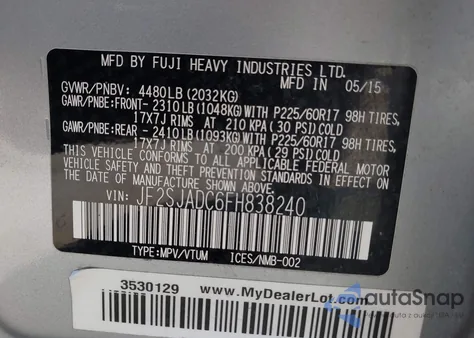 MFD BY FUJI HEAVY INDUSTRIES LTD.
MFD IN 05/15
GVWR/PNBV: 4480LB (2032KG)
GAWR/PNBE: FRONT- 2310LB (1048KG) WITH P225/60R17 98H TIRES,
17X7J RIMS AT 210 KPA (30 PSI) COLD
GAWR/PNBE: REAR - 2410LB (1093KG) WITH P225/60R17 98H TIRES,
17X7J RIMS AT 200 KPA (29 PSI) COLD
THIS VEHICLE CONFORMS TO ALL APPLICABLE FEDERAL MOTOR
VEHICLE SAFETY, BUMPER, AND THEFT PREVENTION STANDARDS
IN EFFECT ON THE DATE OF MANUFACTURE SHOWN ABOVE.
VIN: JF2SJADC6FH838240
TYPE:MPV/VTUM ICES/NMB-002
3530129 www.MyDealerLot.com
autoSnap